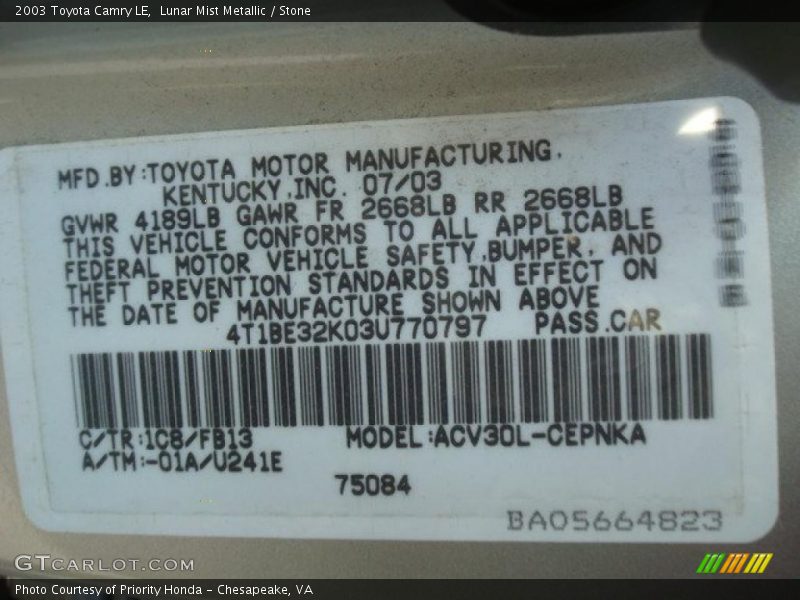 2003 Toyota Camry LE, Lunar Mist Metallic / Stone
MFD.BY:TOYOTA MOTOR MANUFACTURING,
KENTUCKY,INC. 07/03
GVWR 4189LB GAWR FR 2668LB RR 2668LB
THIS VEHICLE CONFORMS TO ALL APPLICABLE
FEDERAL MOTOR VEHICLE SAFETY,BUMPER, AND
THEFT PREVENTION STANDARDS IN EFFECT ON
THE DATE OF MANUFACTURE SHOWN ABOVE
4T1BE32K03U770797 PASS.CAR
C/TR:1C8/FB13 MODEL:ACV30L-CEPNKA
A/TM:-01A/U241E
75084
BA05664823
GTCARLOT.COM
Photo Courtesy of Priority Honda - Chesapeake, VA